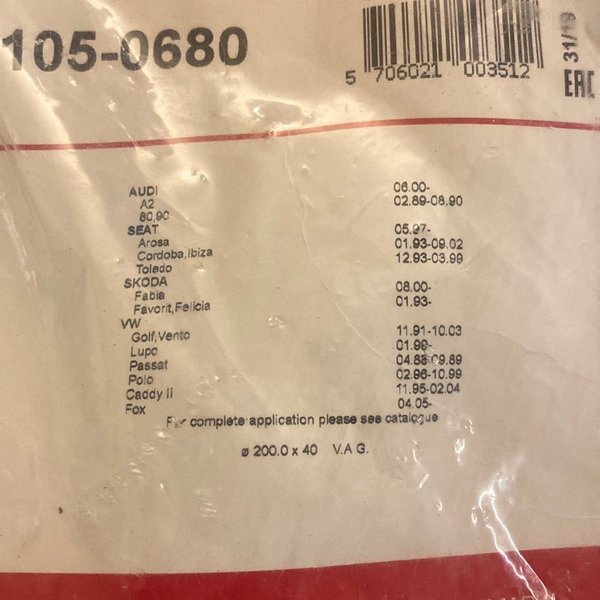 105-0680
5 706021 003512
31/19
EAC
AUDI
A2 06.00-
80,90 02.89-08.90
SEAT
Arosa 05.97-
Cordoba,Ibiza 01.93-09.02
Toledo 12.93-03.99
SKODA
Fabia 08.00-
Favorit,Felicia 01.93-
VW
Golf,Vento 11.91-10.03
Lupo 01.99-
Passat 04.88-09.89
Polo 02.96-10.99
Caddy II 11.95-02.04
Fox 04.05-
For complete application please see catalogue
ø 200.0 x 40 V.A.G.